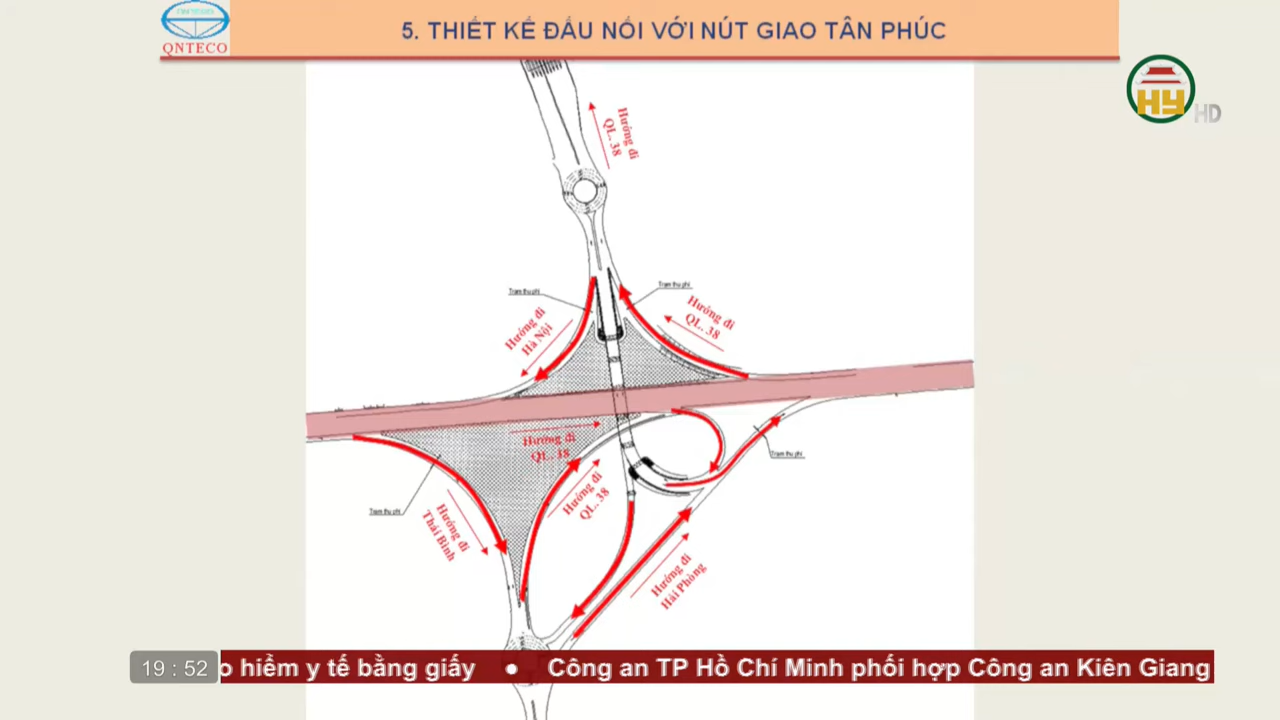 5. THIẾT KẾ ĐẤU NỐI VỚI NÚT GIAO TÂN PHÚC
QNTECO
HY
HD
Hướng đi
QL. 38
Trạm thu phí
Trạm thu phí
Hướng đi
Hà Nội
Hướng đi
QL. 38
Hướng đi
QL. 38
Hướng đi
QL. 38
Trạm thu phí
Trạm thu phí
Hướng đi
Thái Bình
Hướng đi
Hải Phòng
19 : 52
o hiểm y tế bằng giấy ● Công an TP Hồ Chí Minh phối hợp Công an Kiên Giang